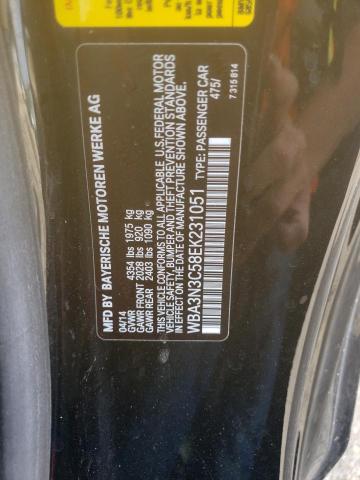 MFD BY BAYERISCHE MOTOREN WERKE AG
04/14
GVWR 4354 lbs 1975 kg
GAWR FRONT 2028 lbs 920 kg
GAWR REAR 2403 lbs 1090 kg
THIS VEHICLE CONFORMS TO ALL APPLICABLE U.S. FEDERAL MOTOR
VEHICLE SAFETY, BUMPER AND THEFT PREVENTION STANDARDS
IN EFFECT ON THE DATE OF MANUFACTURE SHOWN ABOVE.
WBA3N3C58EK231051
TYPE: PASSENGER CAR
475/
7 315 814